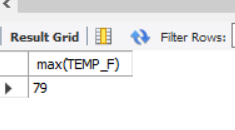 Result Grid Filter Rows:
max(TEMP_F)
79